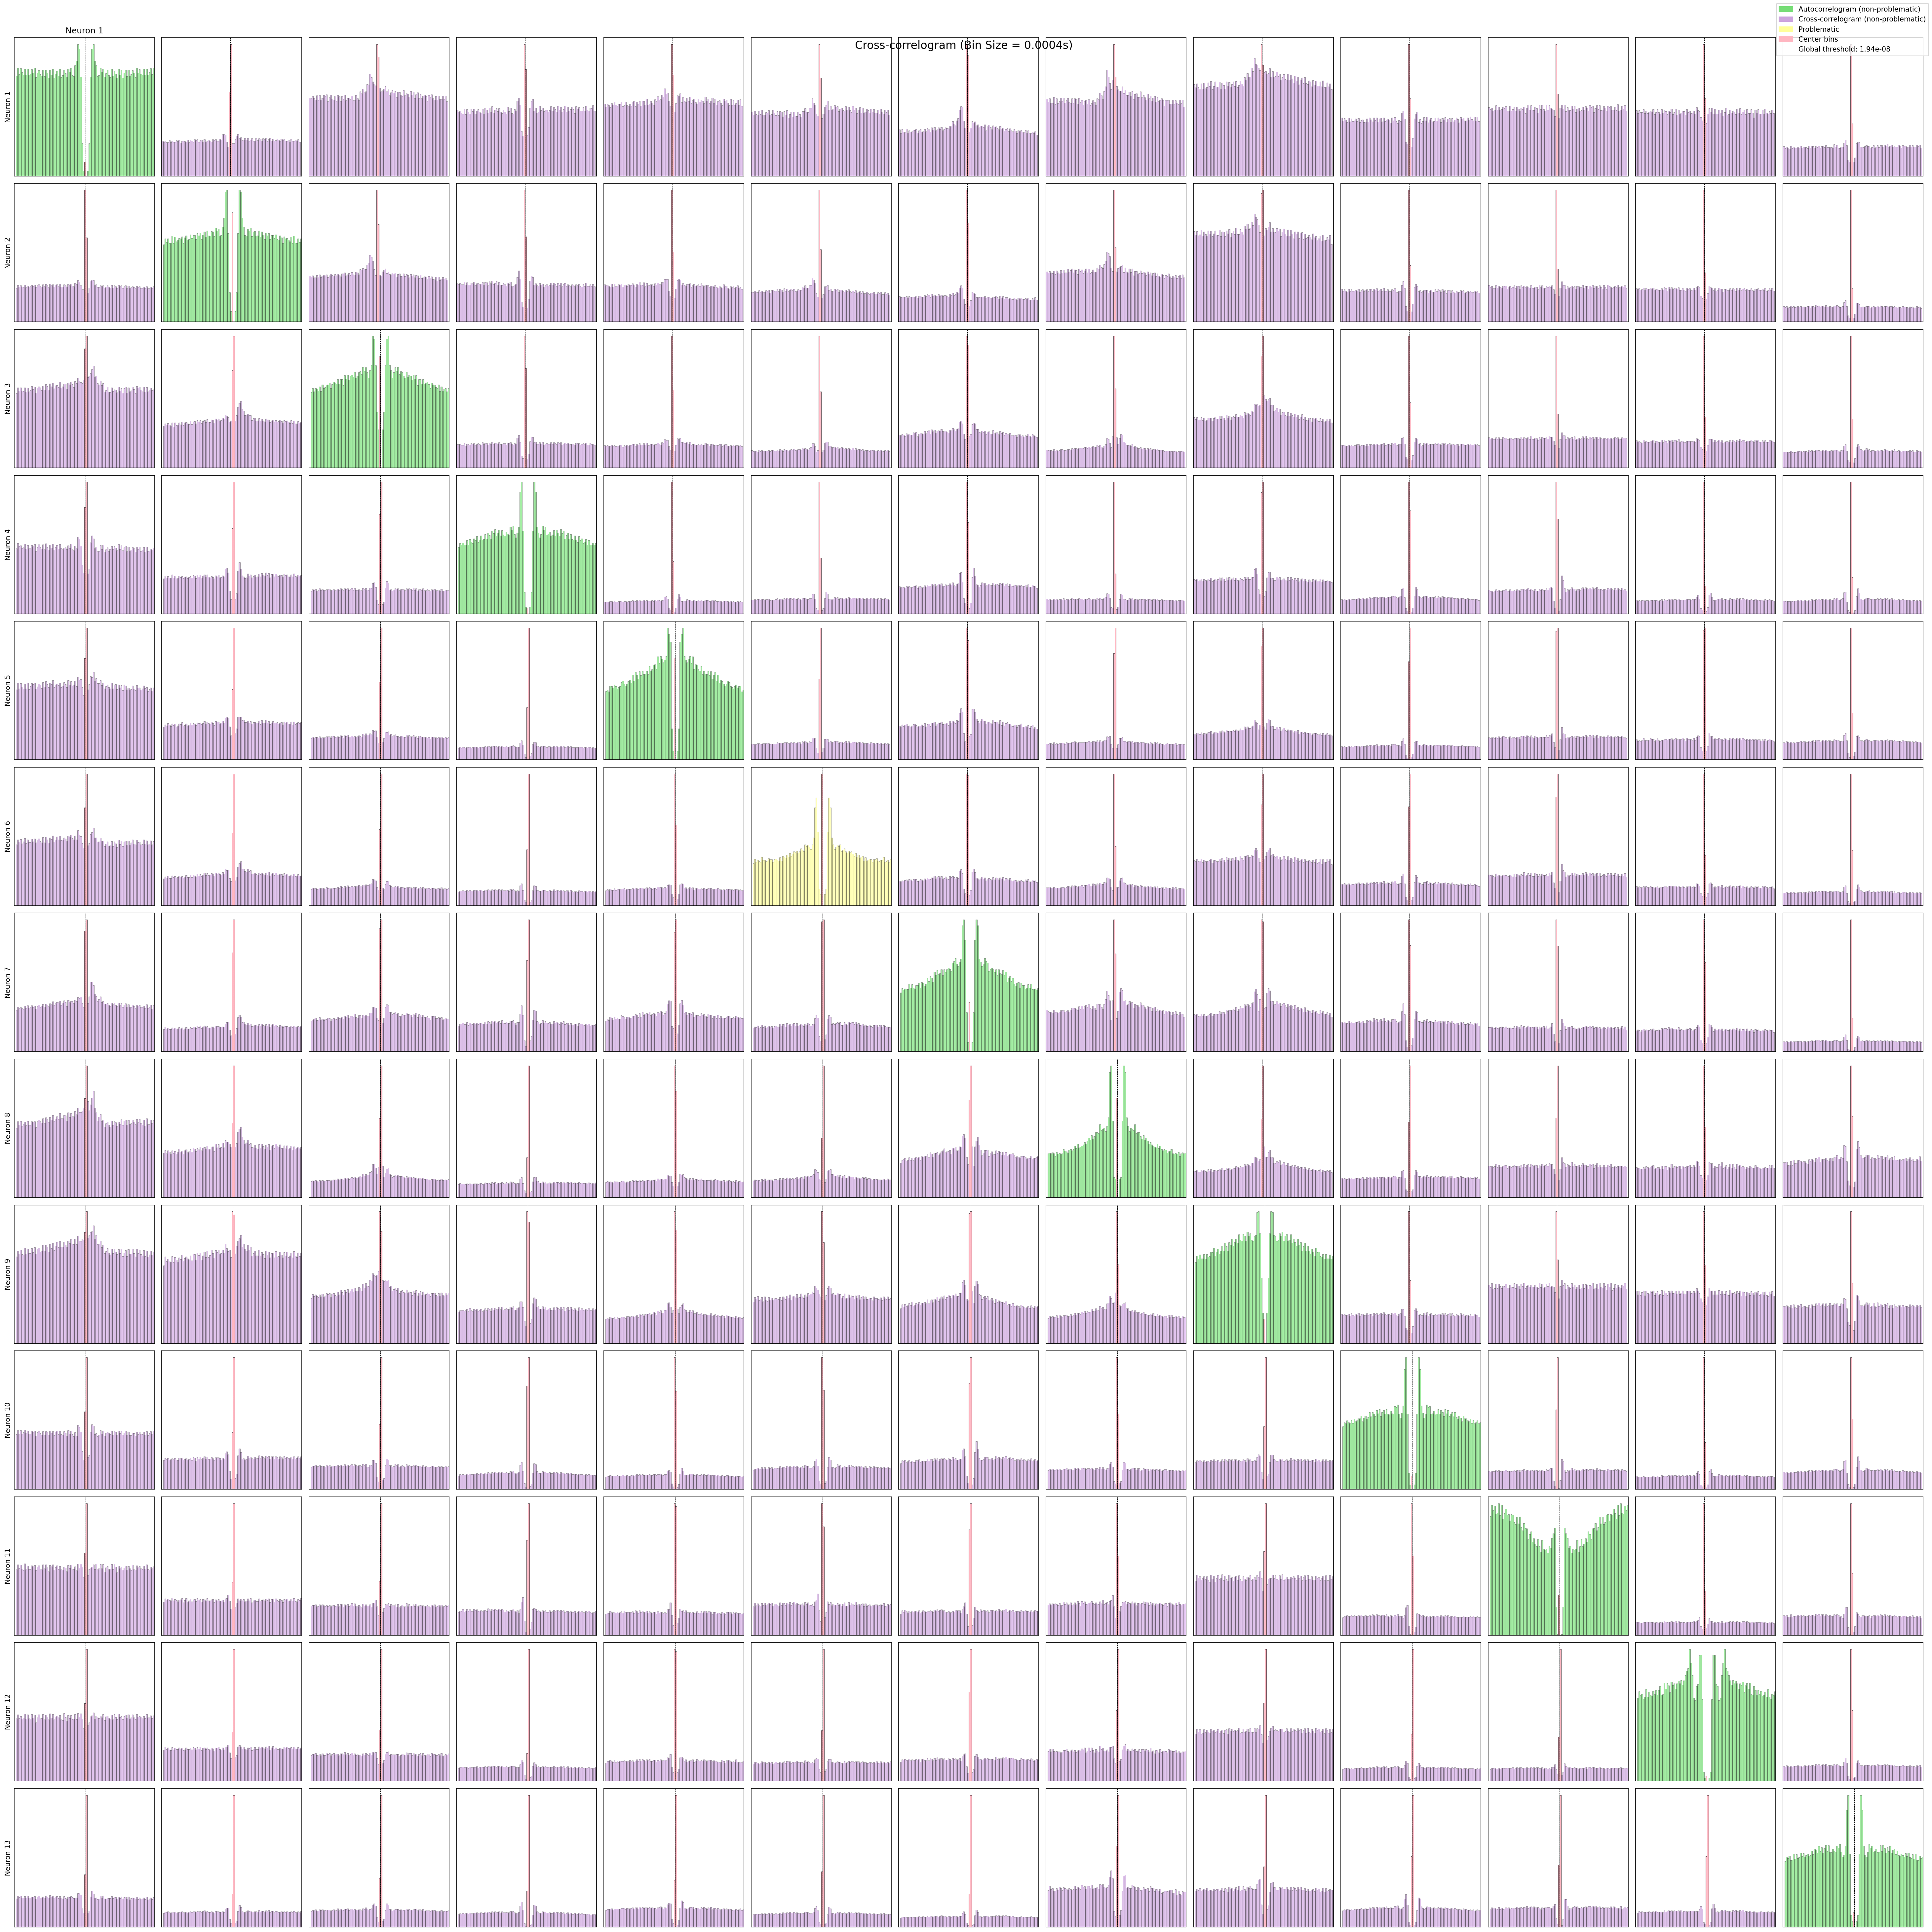 Autocorrelogram (non-problematic)
Cross-correlogram (non-problematic)
Problematic
Center bins
Global threshold: 1.94e-08
Cross-correlogram (Bin Size = 0.0004s)
Neuron 1
Neuron 1
Neuron 2
Neuron 3
Neuron 4
Neuron 5
Neuron 6
Neuron 7
Neuron 8
Neuron 9
Neuron 10
Neuron 11
Neuron 12
Neuron 13